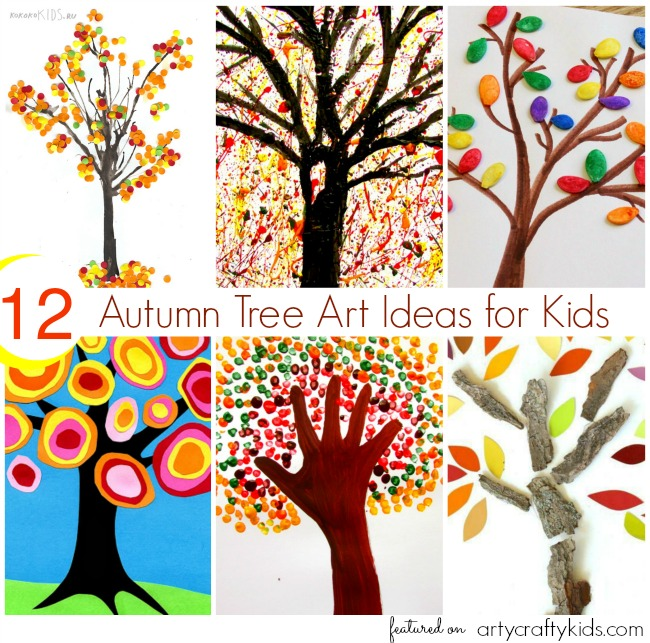 KOKOKOKIDS.RU
12 Autumn Tree Art Ideas for Kids
featured on artycraftykids.com